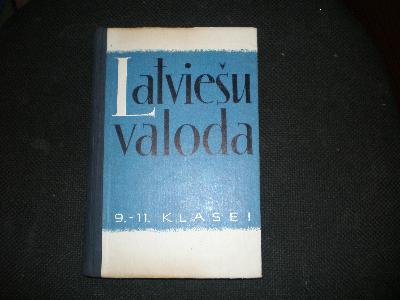 Latviešu
valoda
9.-11. KLASEI